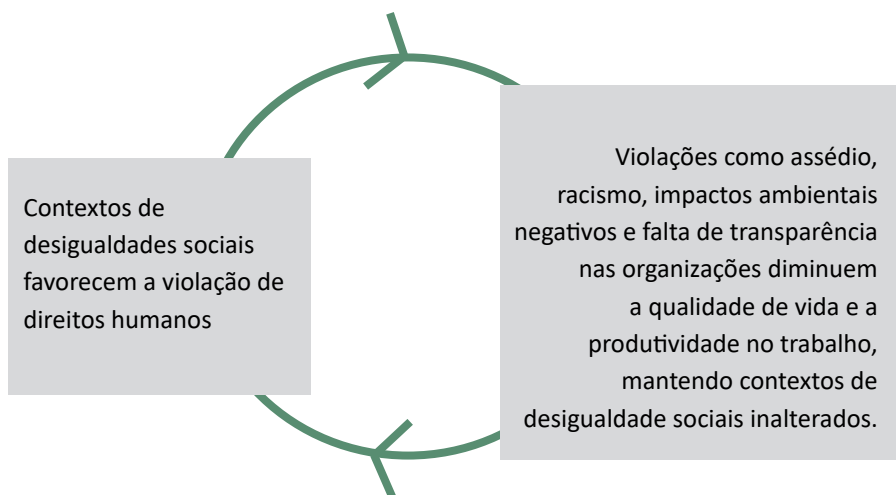 Contextos de
desigualdades sociais
favorecem a violação de
direitos humanos
Violações como assédio,
racismo, impactos ambientais
negativos e falta de transparência
nas organizações diminuem
a qualidade de vida e a
produtividade no trabalho,
mantendo contextos de
desigualdade sociais inalterados.